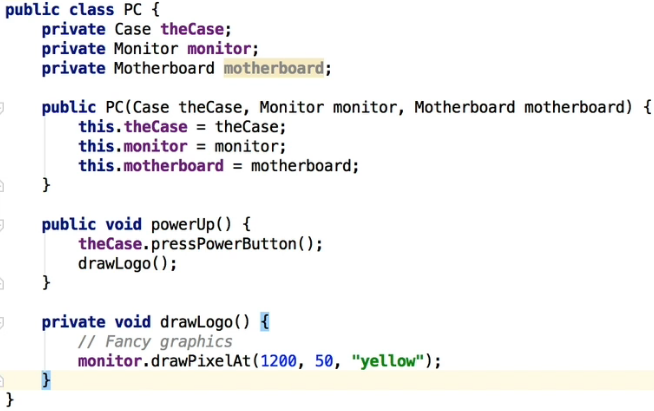 public class PC {
    private Case theCase;
    private Monitor monitor;
    private Motherboard motherboard;

    public PC(Case theCase, Monitor monitor, Motherboard motherboard) {
        this.theCase = theCase;
        this.monitor = monitor;
        this.motherboard = motherboard;
    }

    public void powerUp() {
        theCase.pressPowerButton();
        drawLogo();
    }

    private void drawLogo() {
        // Fancy graphics
        monitor.drawPixelAt(1200, 50, "yellow");
    }
}